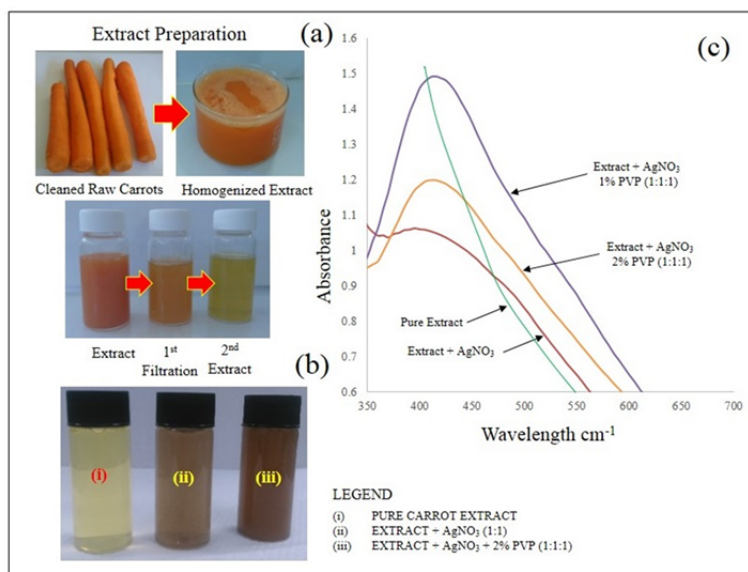 Extract Preparation
(a)
Cleaned Raw Carrots
Homogenized Extract
Extract
1st
Filtration
2nd
Extract
(b)
(i)
(ii)
(iii)
(c)
Absorbance
1.6
1.5
1.4
1.3
1.2
1.1
1
0.9
0.8
0.7
0.6
350
400
450
500
550
600
650
700
Wavelength cm-1
Extract + AgNO3
1% PVP (1:1:1)
Extract + AgNO3
2% PVP (1:1:1)
Pure Extract
Extract + AgNO3
LEGEND
(i) PURE CARROT EXTRACT
(ii) EXTRACT + AgNO3 (1:1)
(iii) EXTRACT + AgNO3 + 2% PVP (1:1:1)